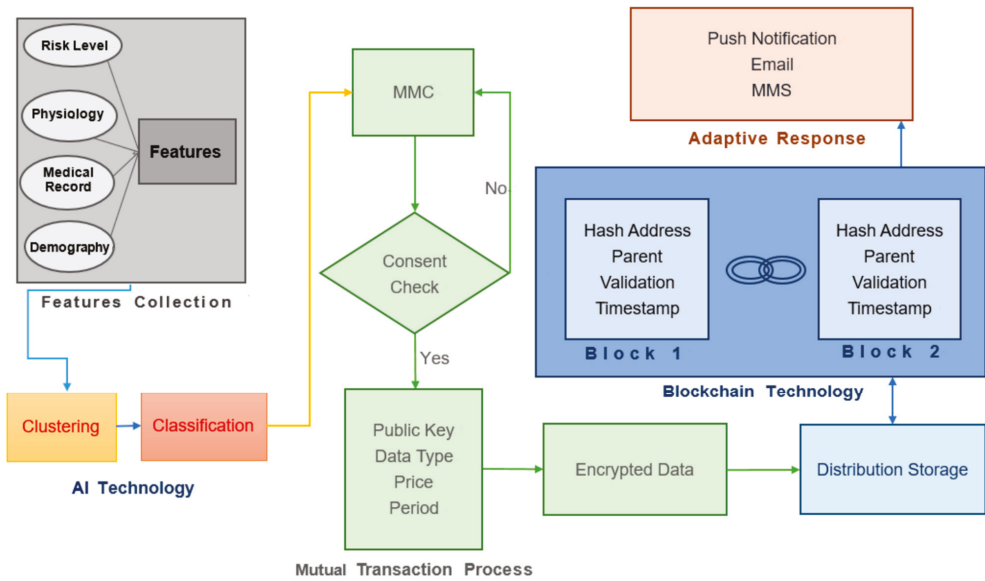 Risk Level
Physiology
Medical
Record
Demography
Features
Features Collection
Clustering
Classification
AI Technology
MMC
No
Consent
Check
Yes
Public Key
Data Type
Price
Period
Mutual Transaction Process
Encrypted Data
Distribution Storage
Push Notification
Email
MMS
Adaptive Response
Hash Address
Parent
Validation
Timestamp
Block 1
Hash Address
Parent
Validation
Timestamp
Block 2
Blockchain Technology